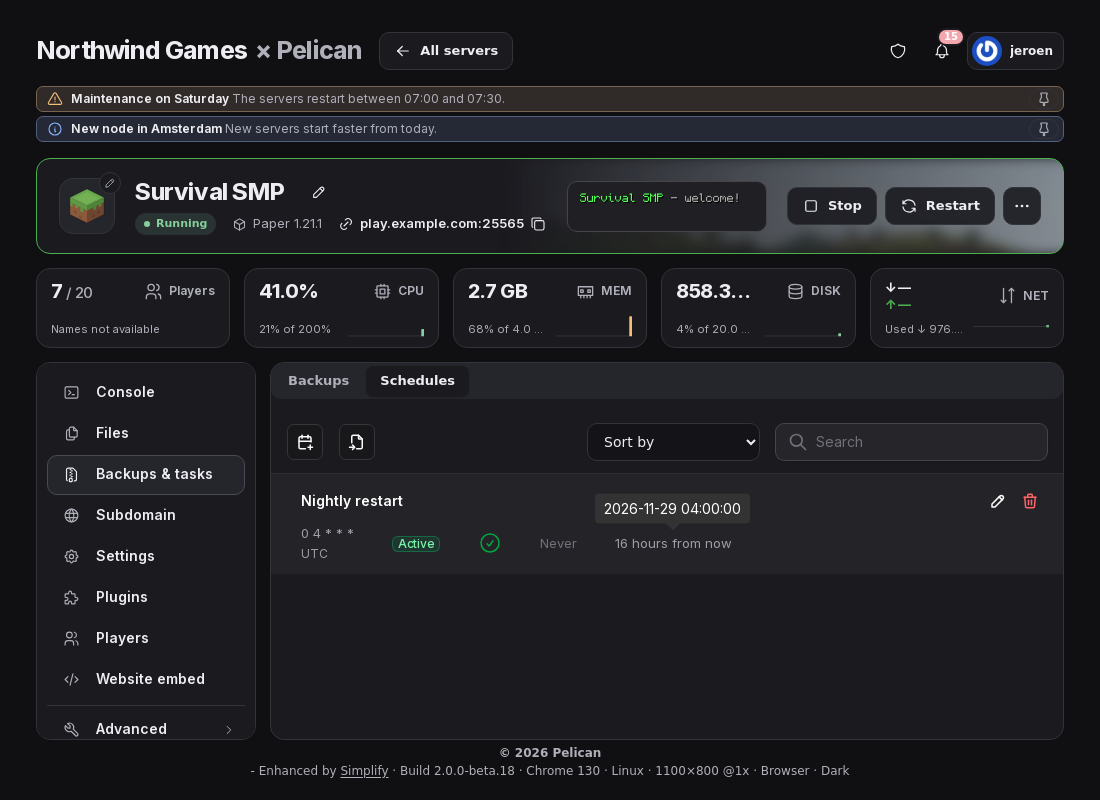 Northwind Games × Pelican
All servers
15
jeroen
Maintenance on Saturday The servers restart between 07:00 and 07:30.
New node in Amsterdam New servers start faster from today.
Survival SMP
Running
Paper 1.21.1
play.example.com:25565
Survival SMP — welcome!
Stop
Restart
7 / 20
Players
Names not available
41.0%
CPU
21% of 200%
2.7 GB
MEM
68% of 4.0 ...
858.3...
DISK
4% of 20.0 ...
↓—
↑—
NET
Used ↓ 976....
Console
Files
Backups & tasks
Subdomain
Settings
Plugins
Players
Website embed
Advanced
Backups
Schedules
Sort by
Search
Nightly restart
2026-11-29 04:00:00
0 4 * * *
UTC
Active
Never
16 hours from now
© 2026 Pelican
- Enhanced by Simplify · Build 2.0.0-beta.18 · Chrome 130 · Linux · 1100×800 @1x · Browser · Dark